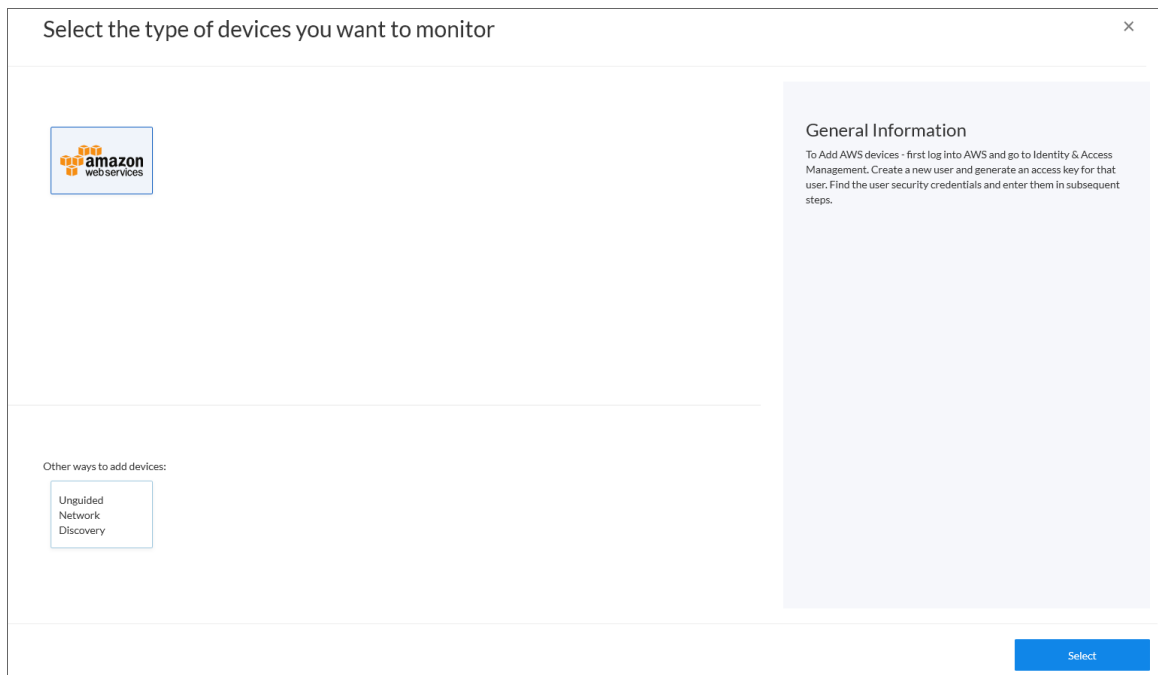 Select the type of devices you want to monitor
×
amazon
web services
General Information
To Add AWS devices - first log into AWS and go to Identity & Access
Management. Create a new user and generate an access key for that
user. Find the user security credentials and enter them in subsequent
steps.
Other ways to add devices:
Unguided
Network
Discovery
Select